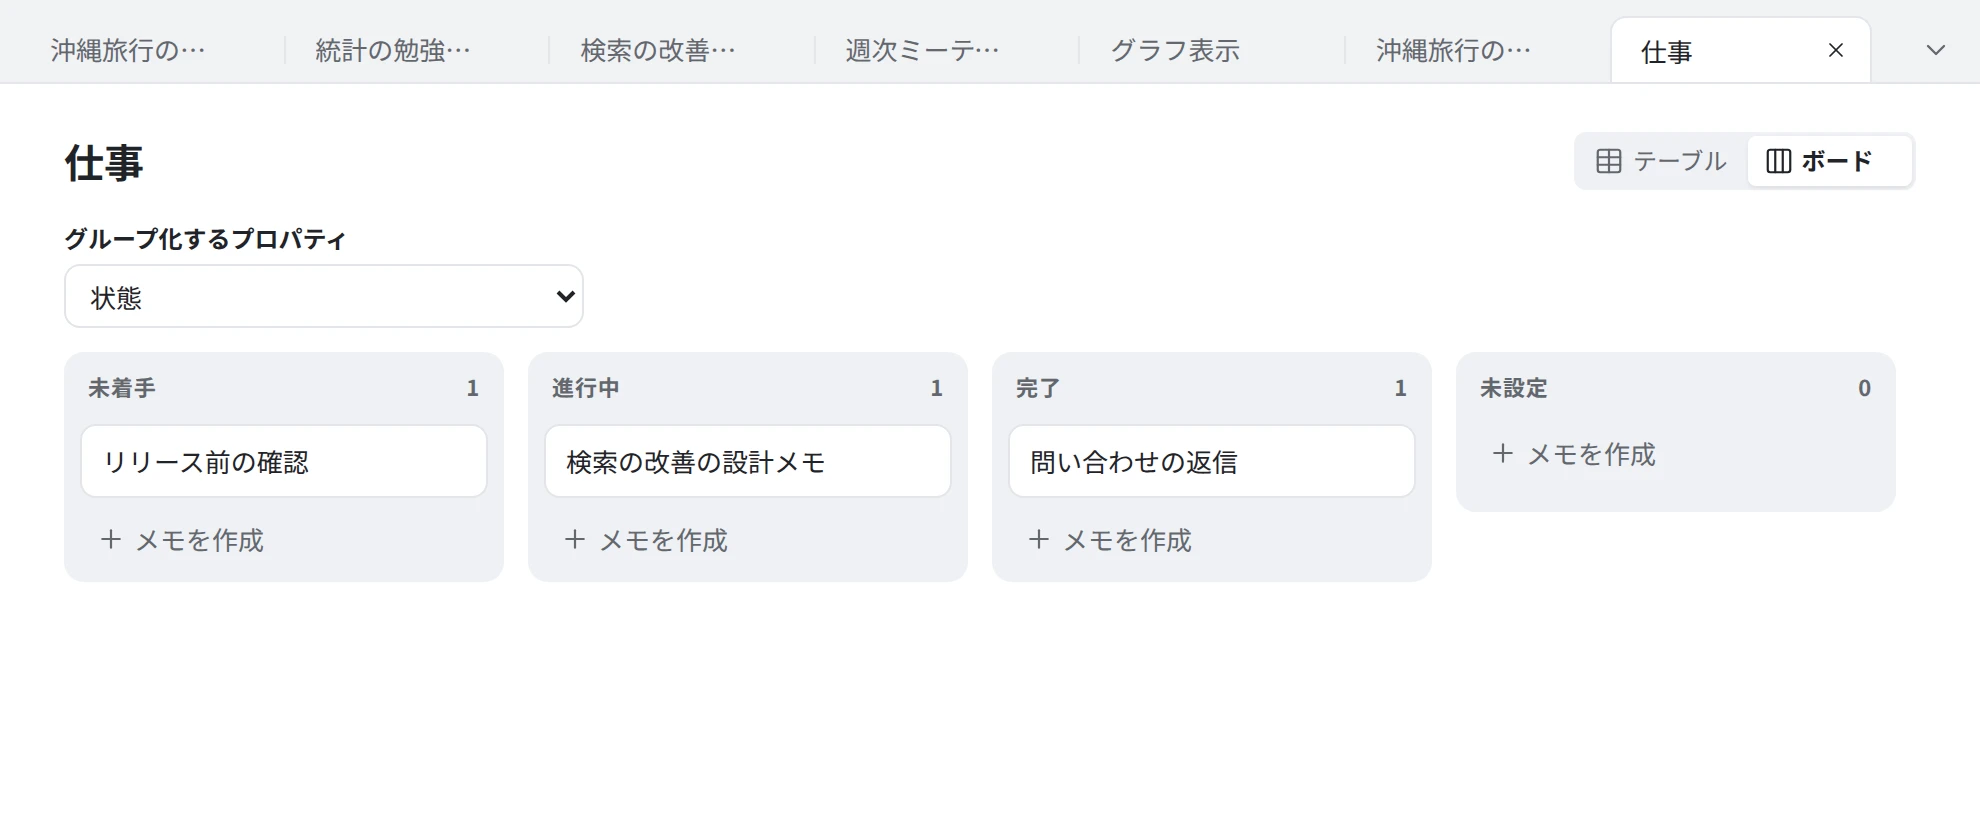 沖縄旅行の…
統計の勉強…
検索の改善…
週次ミーテ…
グラフ表示
沖縄旅行の…
仕事
仕事
テーブル
ボード
グループ化するプロパティ
状態
未着手 1
リリース前の確認
メモを作成
進行中 1
検索の改善の設計メモ
メモを作成
完了 1
問い合わせの返信
メモを作成
未設定 0
メモを作成